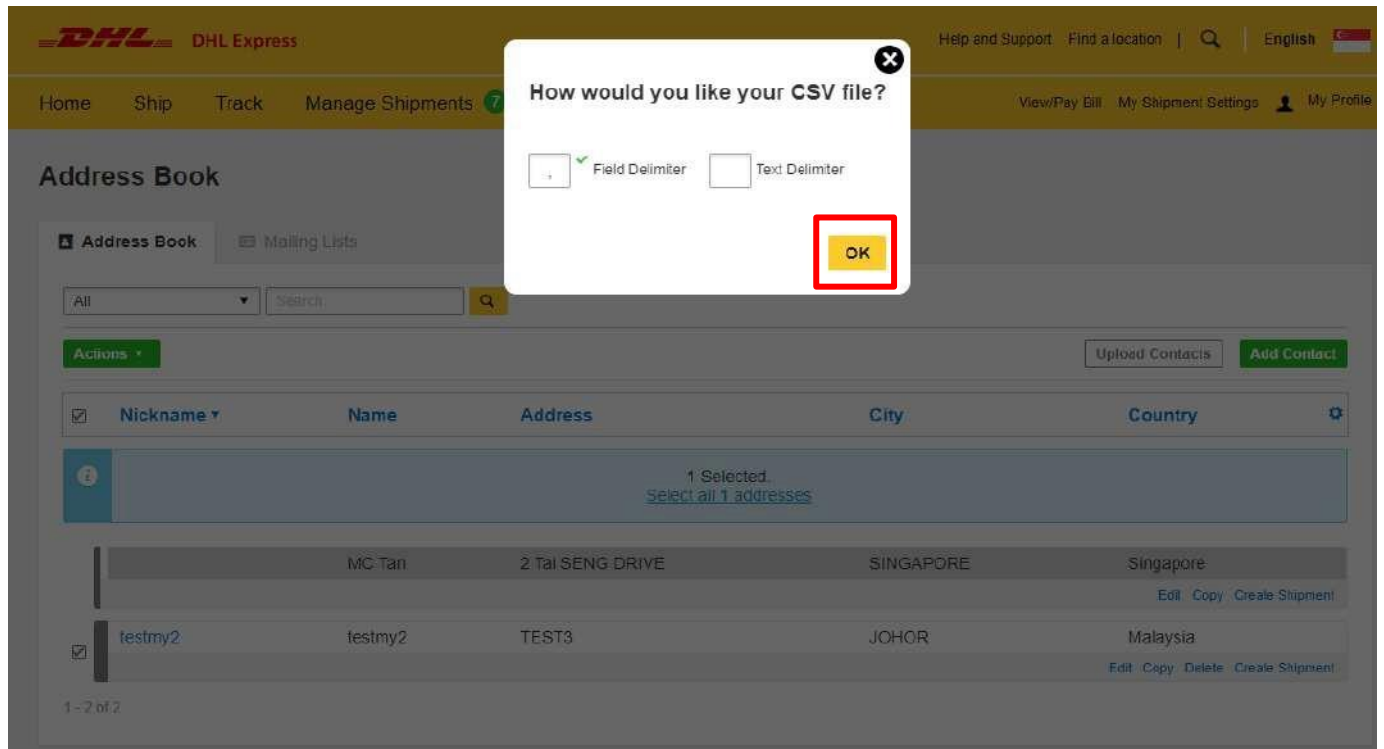 DHL DHL Express
Help and Support Find a location | English
Home Ship Track Manage Shipments 7
View/Pay Bill My Shipment Settings My Profile
How would you like your CSV file?
, Field Delimiter Text Delimiter
OK
Address Book
Address Book Mailing Lists
All Search
Actions
Upload Contacts Add Contact
Nickname Name Address City Country
1 Selected.
Select all 1 addresses
MC Tan 2 Tai SENG DRIVE SINGAPORE Singapore
Edit Copy Create Shipment
testmy2 testmy2 TEST3 JOHOR Malaysia
Edit Copy Delete Create Shipment
1 - 2 of 2